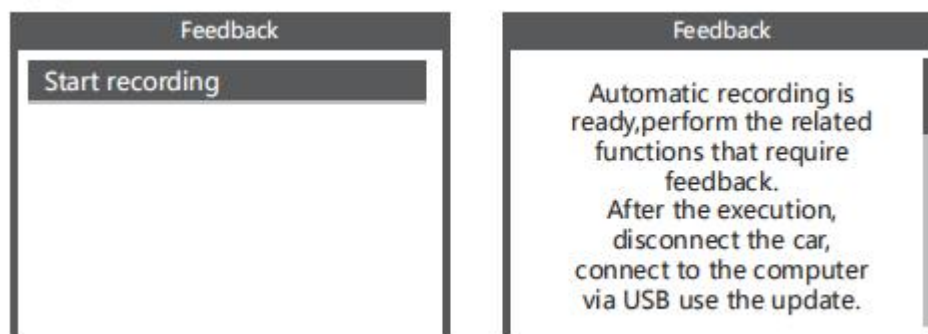 Feedback
Start recording
Feedback
Automatic recording is
ready,perform the related
functions that require
feedback.
After the execution,
disconnect the car,
connect to the computer
via USB use the update.